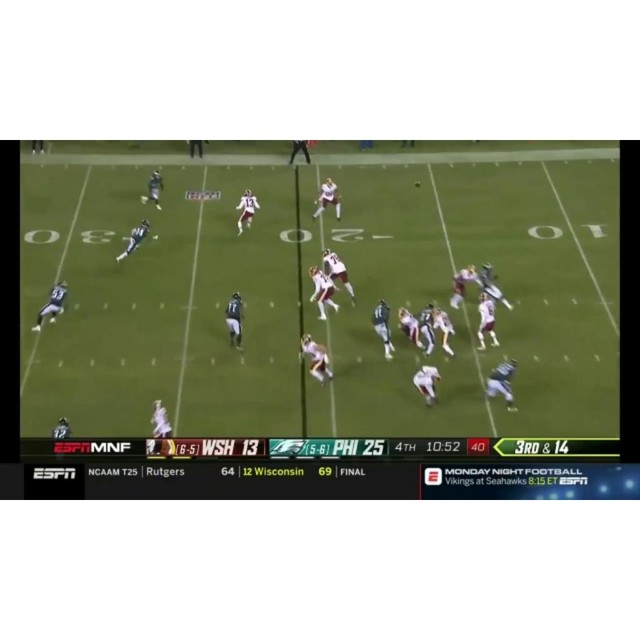 13
30
20
10
ESPN MNF [6-5] WSH 13 [5-6] PHI 25 4TH 10:52 40 3RD & 14
ESPN NCAAM T25 Rutgers 64 12 Wisconsin 69 FINAL
MONDAY NIGHT FOOTBALL
Vikings at Seahawks 8:15 ET ESPN